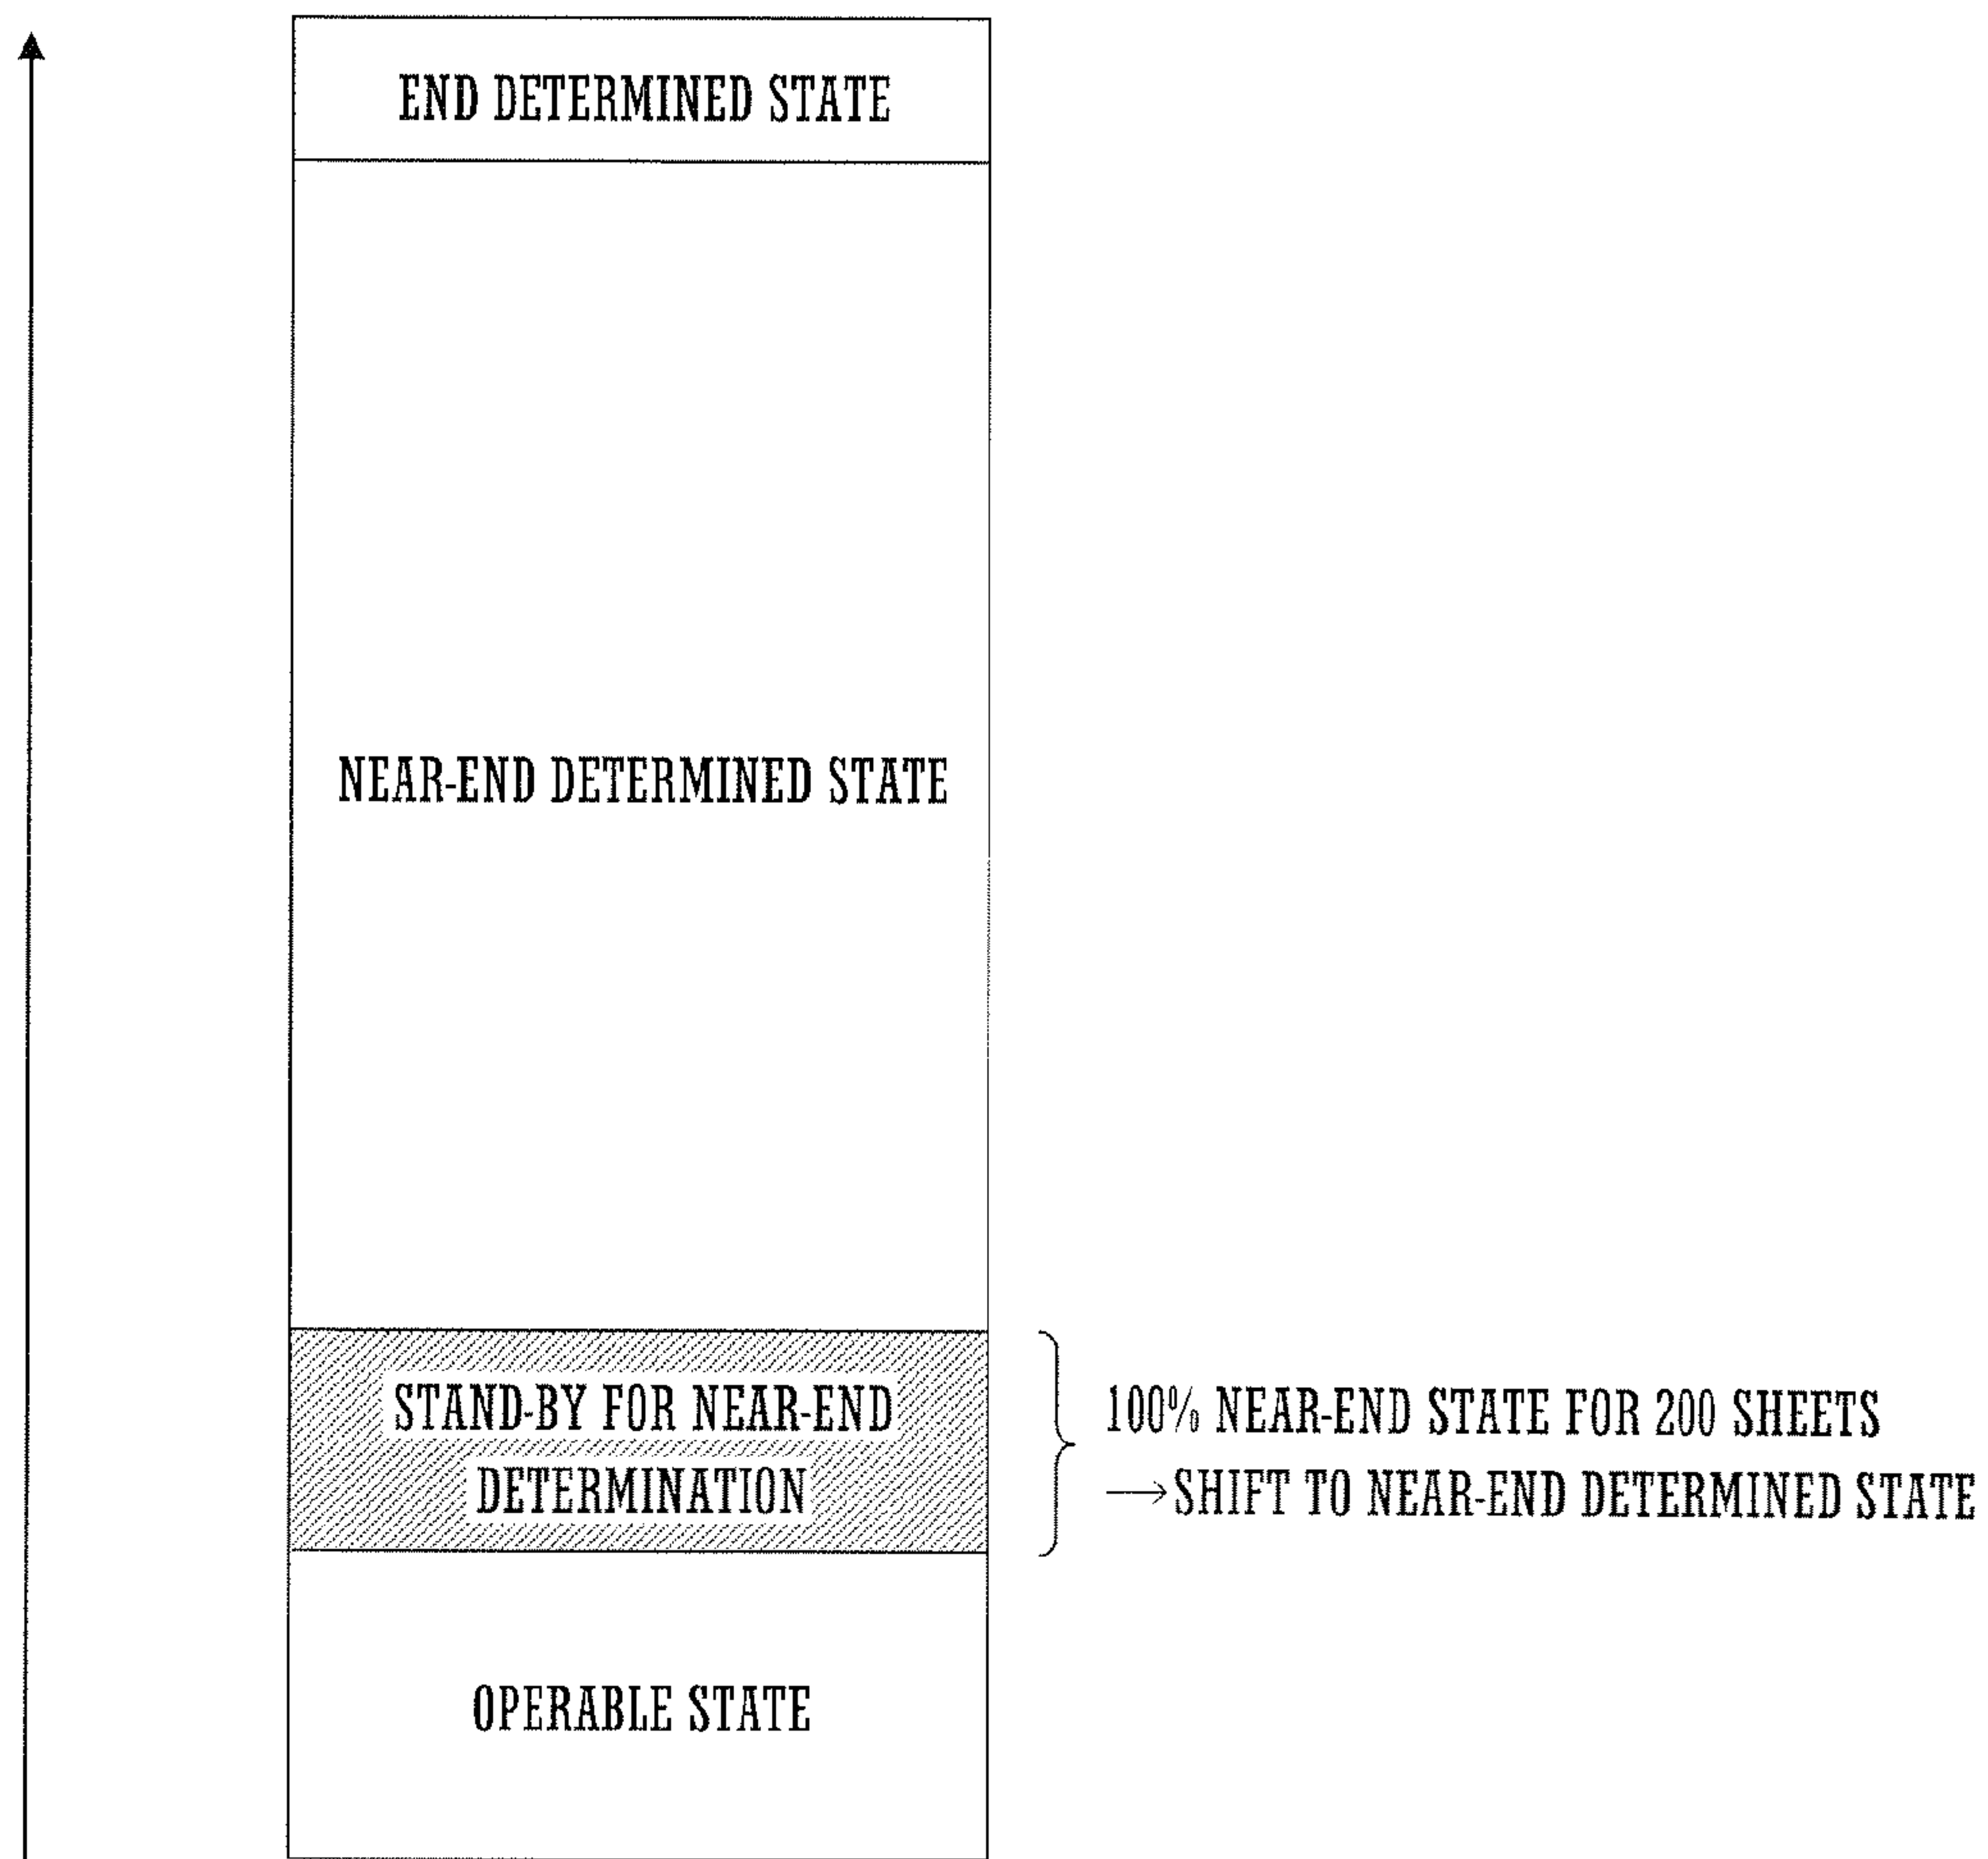 END DETERMINED STATE
NEAR-END DETERMINED STATE
STAND-BY FOR NEAR-END
DETERMINATION
100% NEAR-END STATE FOR 200 SHEETS
→SHIFT TO NEAR-END DETERMINED STATE
OPERABLE STATE